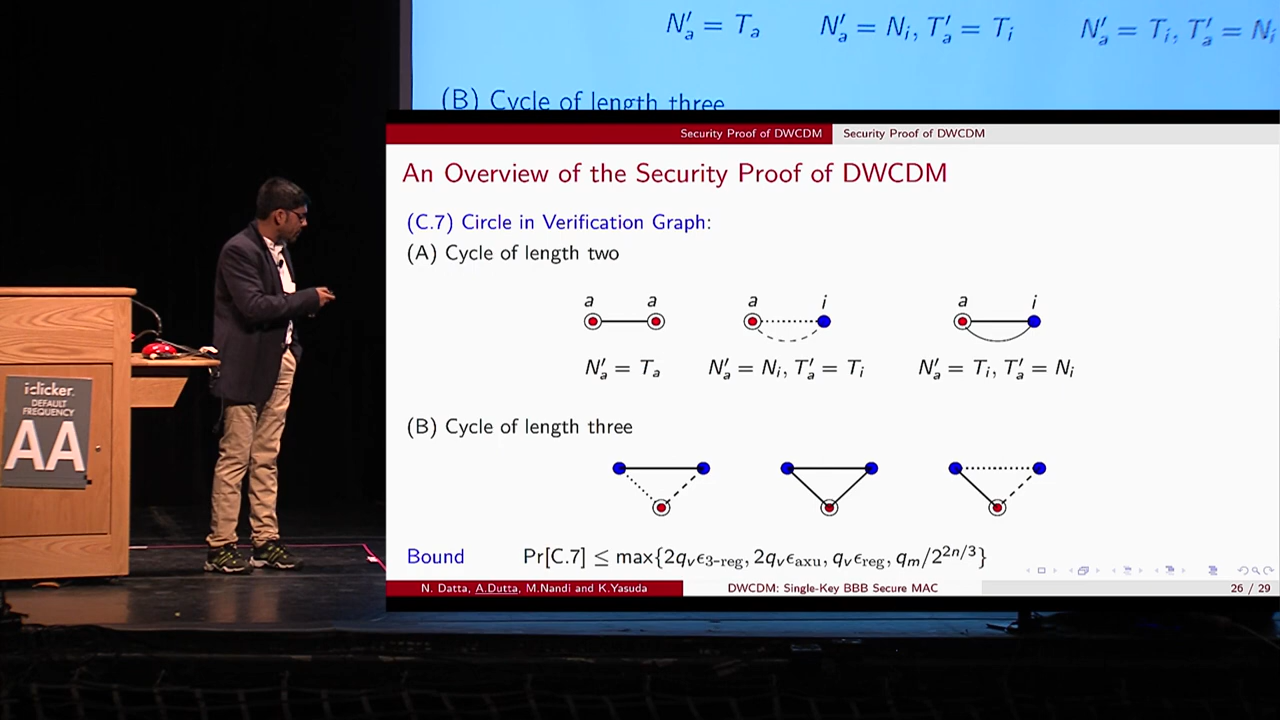 N′ₐ = Tₐ N′ₐ = Nᵢ, T′ₐ = Tᵢ N′ₐ = Tᵢ, T′ₐ = Nᵢ
(B) Cycle of length three
Security Proof of DWCDM Security Proof of DWCDM
An Overview of the Security Proof of DWCDM
(C.7) Circle in Verification Graph:
(A) Cycle of length two
a a a i a i
N′ₐ = Tₐ N′ₐ = Nᵢ, T′ₐ = Tᵢ N′ₐ = Tᵢ, T′ₐ = Nᵢ
(B) Cycle of length three
Bound Pr[C.7] ≤ max{2qᵥϵ₃₋reg, 2qᵥϵaxu, qᵥϵreg, qₘ/2^{2n/3}}
N. Datta, A.Dutta, M.Nandi and K.Yasuda DWCDM: Single-Key BBB Secure MAC 26 / 29
iclicker.
DEFAULT
FREQUENCY
AA